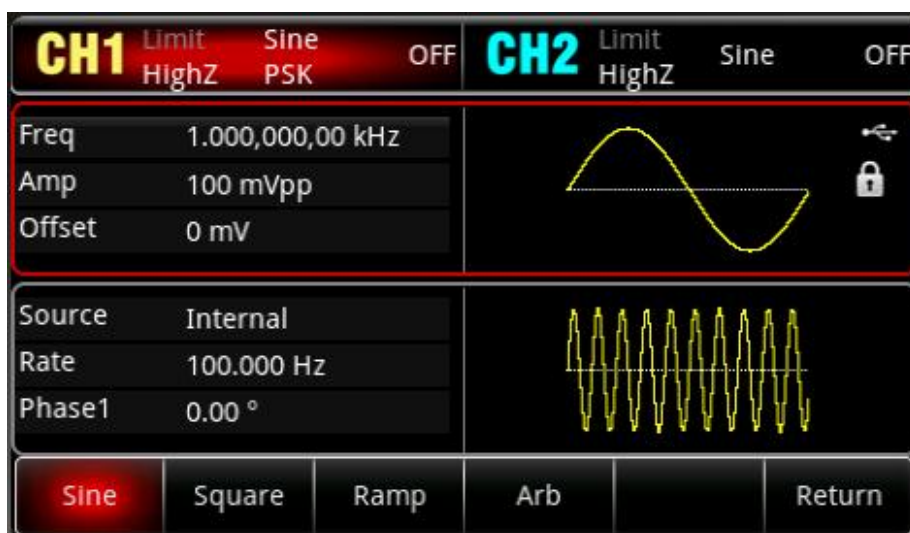 CH1 Limit Sine OFF CH2 Limit Sine OFF
HighZ PSK HighZ
Freq 1.000,000,00 kHz
Amp 100 mVpp
Offset 0 mV
Source Internal
Rate 100.000 Hz
Phase1 0.00 °
Sine Square Ramp Arb Return